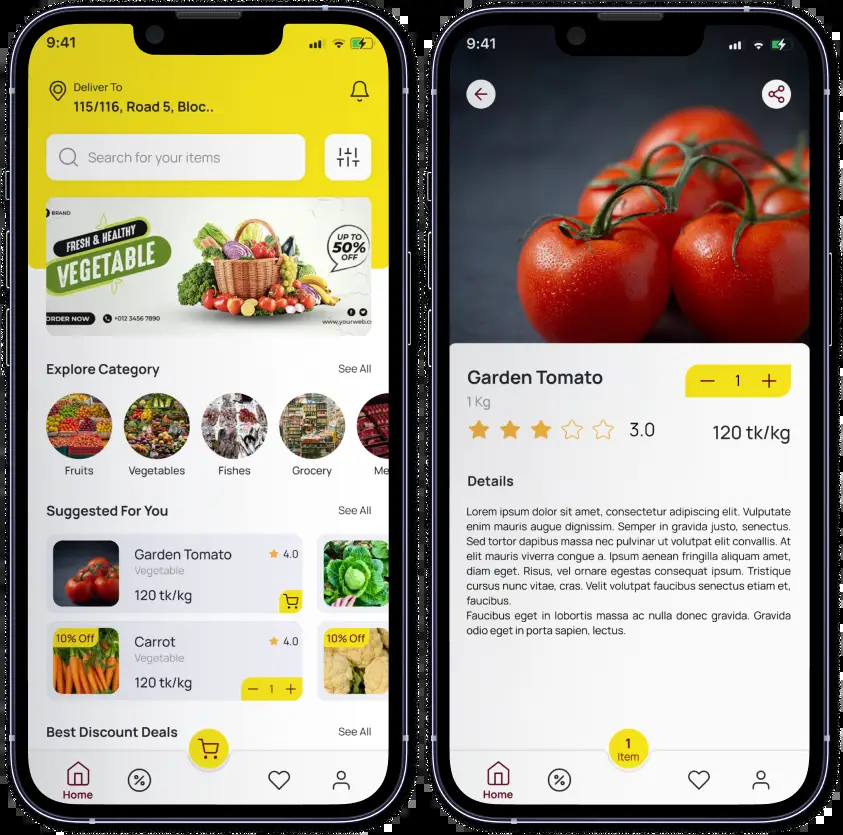 9:41
Deliver To
115/116, Road 5, Bloc..
Search for your items
BRAND
FRESH & HEALTHY
VEGETABLE
UP TO
50%
OFF
ORDER NOW
+012 3456 7890
www.yourweb.c
Explore Category
See All
Fruits
Vegetables
Fishes
Grocery
Me
Suggested For You
See All
Garden Tomato
4.0
Vegetable
120 tk/kg
10% Off
Carrot
4.0
Vegetable
120 tk/kg
1
10% Off
Best Discount Deals
See All
Home
9:41
Garden Tomato
1
1 Kg
3.0
120 tk/kg
Details
Lorem ipsum dolor sit amet, consectetur adipiscing elit. Vulputate
enim mauris augue dignissim. Semper in gravida justo, senectus.
Sed tortor dapibus massa nec pulvinar ut volutpat elit convallis. At
elit mauris viverra congue a. Ipsum aenean fringilla aliquam amet,
diam eget. Risus, vel ornare egestas consequat ipsum. Tristique
cursus nunc vitae, cras. Velit volutpat faucibus senectus etiam et,
faucibus.
Faucibus eget in lobortis massa ac nulla donec gravida. Gravida
odio eget in porta sapien, lectus.
1
Item
Home